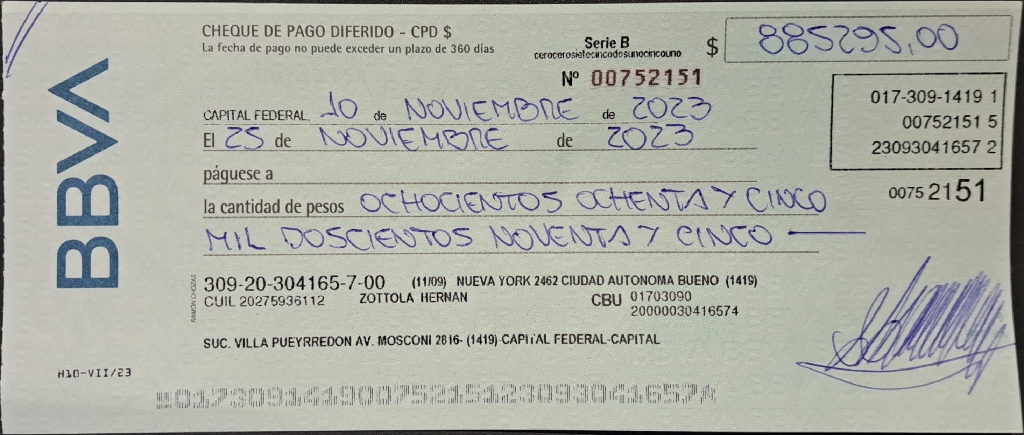 BBVA
CHEQUE DE PAGO DIFERIDO - CPD $
La fecha de pago no puede exceder un plazo de 360 días
Serie B
cerocerosietecincodosunocincouno
Nº 00752151
$ 885295,00
017-309-1419 1
00752151 5
23093041657 2
0075 2151
CAPITAL FEDERAL, 10 de NOVIEMBRE de 2023
El 25 de NOVIEMBRE de 2023
páguese a
la cantidad de pesos OCHOCIENTOS OCHENTA Y CINCO
MIL DOSCIENTOS NOVENTA Y CINCO
RAMÓN CHOZAS
309-20-304165-7-00 (11/09) NUEVA YORK 2462 CIUDAD AUTONOMA BUENO (1419)
CUIL 20275936112 ZOTTOLA HERNAN CBU 01703090
20000030416574
SUC. VILLA PUEYRREDON AV. MOSCONI 2816- (1419)-CAPITAL FEDERAL-CAPITAL
H10-VII/23
01730914190075215123093041657